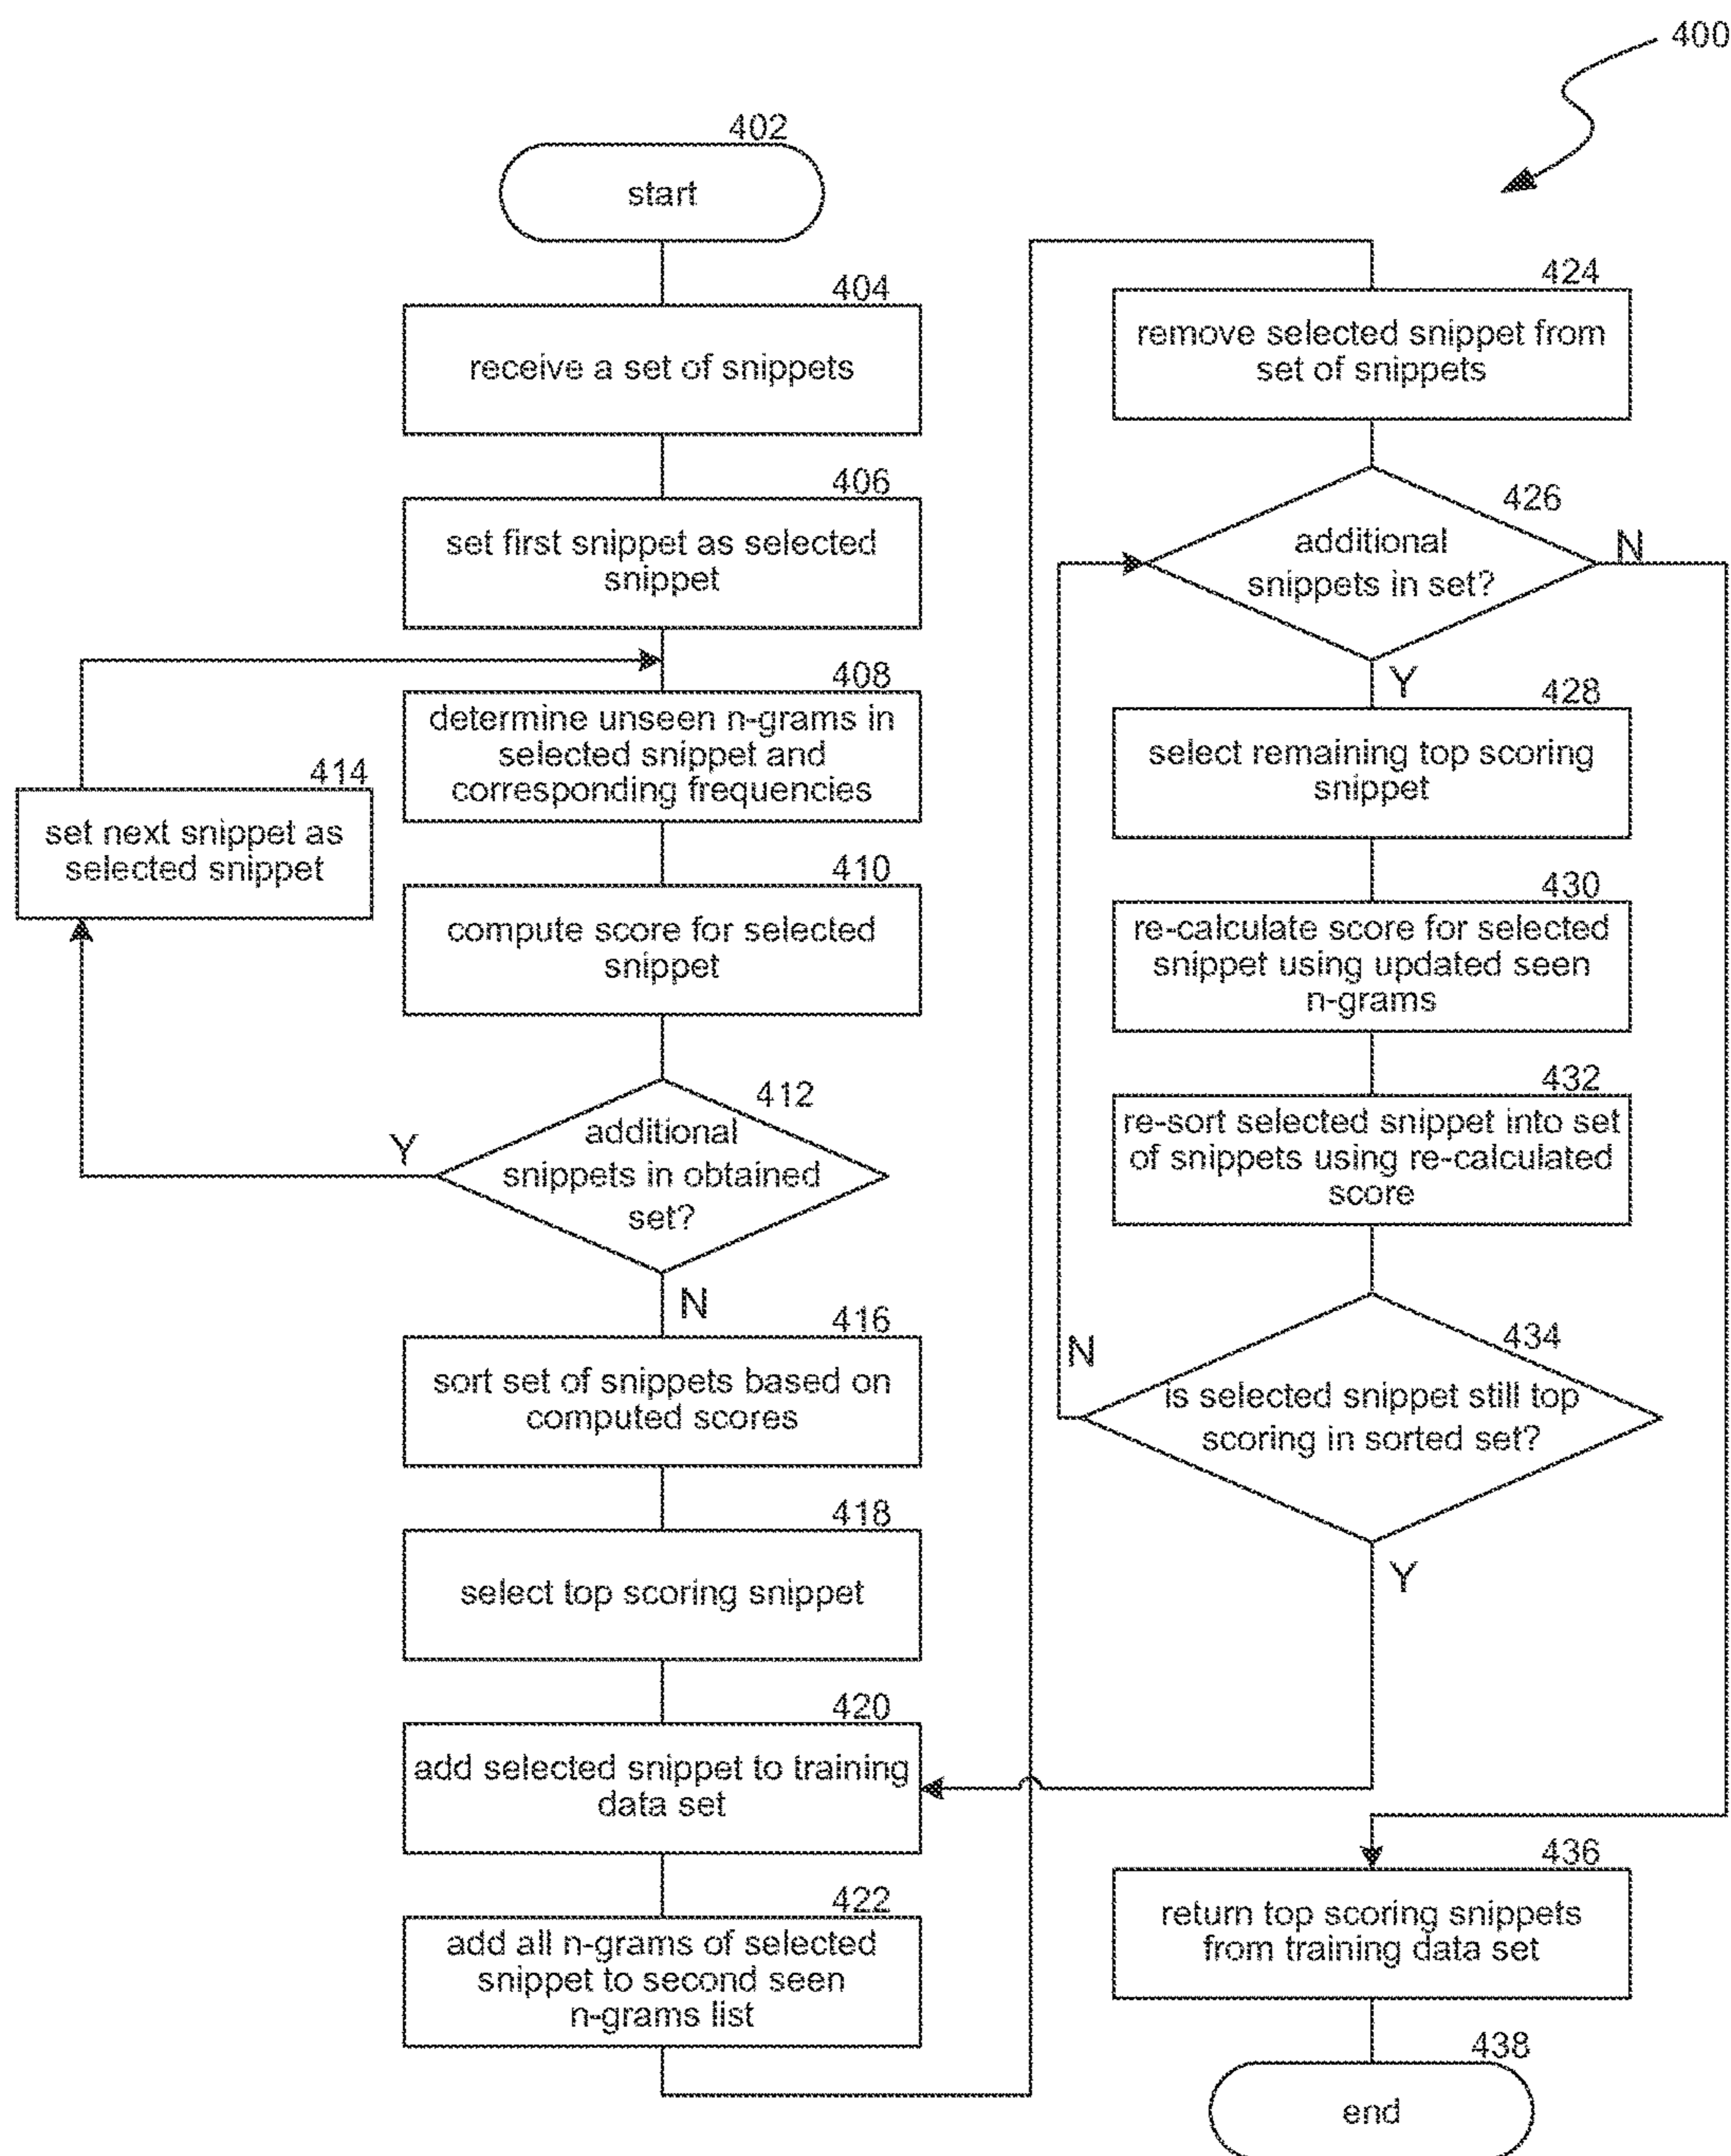 400
402
start
404
receive a set of snippets
406
set first snippet as selected
snippet
408
determine unseen n-grams in
selected snippet and
corresponding frequencies
414
set next snippet as
selected snippet
410
compute score for selected
snippet
412
additional
snippets in obtained
set?
Y
N
416
sort set of snippets based on
computed scores
418
select top scoring snippet
420
add selected snippet to training
data set
422
add all n-grams of selected
snippet to second seen
n-grams list
424
remove selected snippet from
set of snippets
426
additional
snippets in set?
N
Y
428
select remaining top scoring
snippet
430
re-calculate score for selected
snippet using updated seen
n-grams
432
re-sort selected snippet into set
of snippets using re-calculated
score
434
is selected snippet still top
scoring in sorted set?
N
Y
436
return top scoring snippets
from training data set
438
end